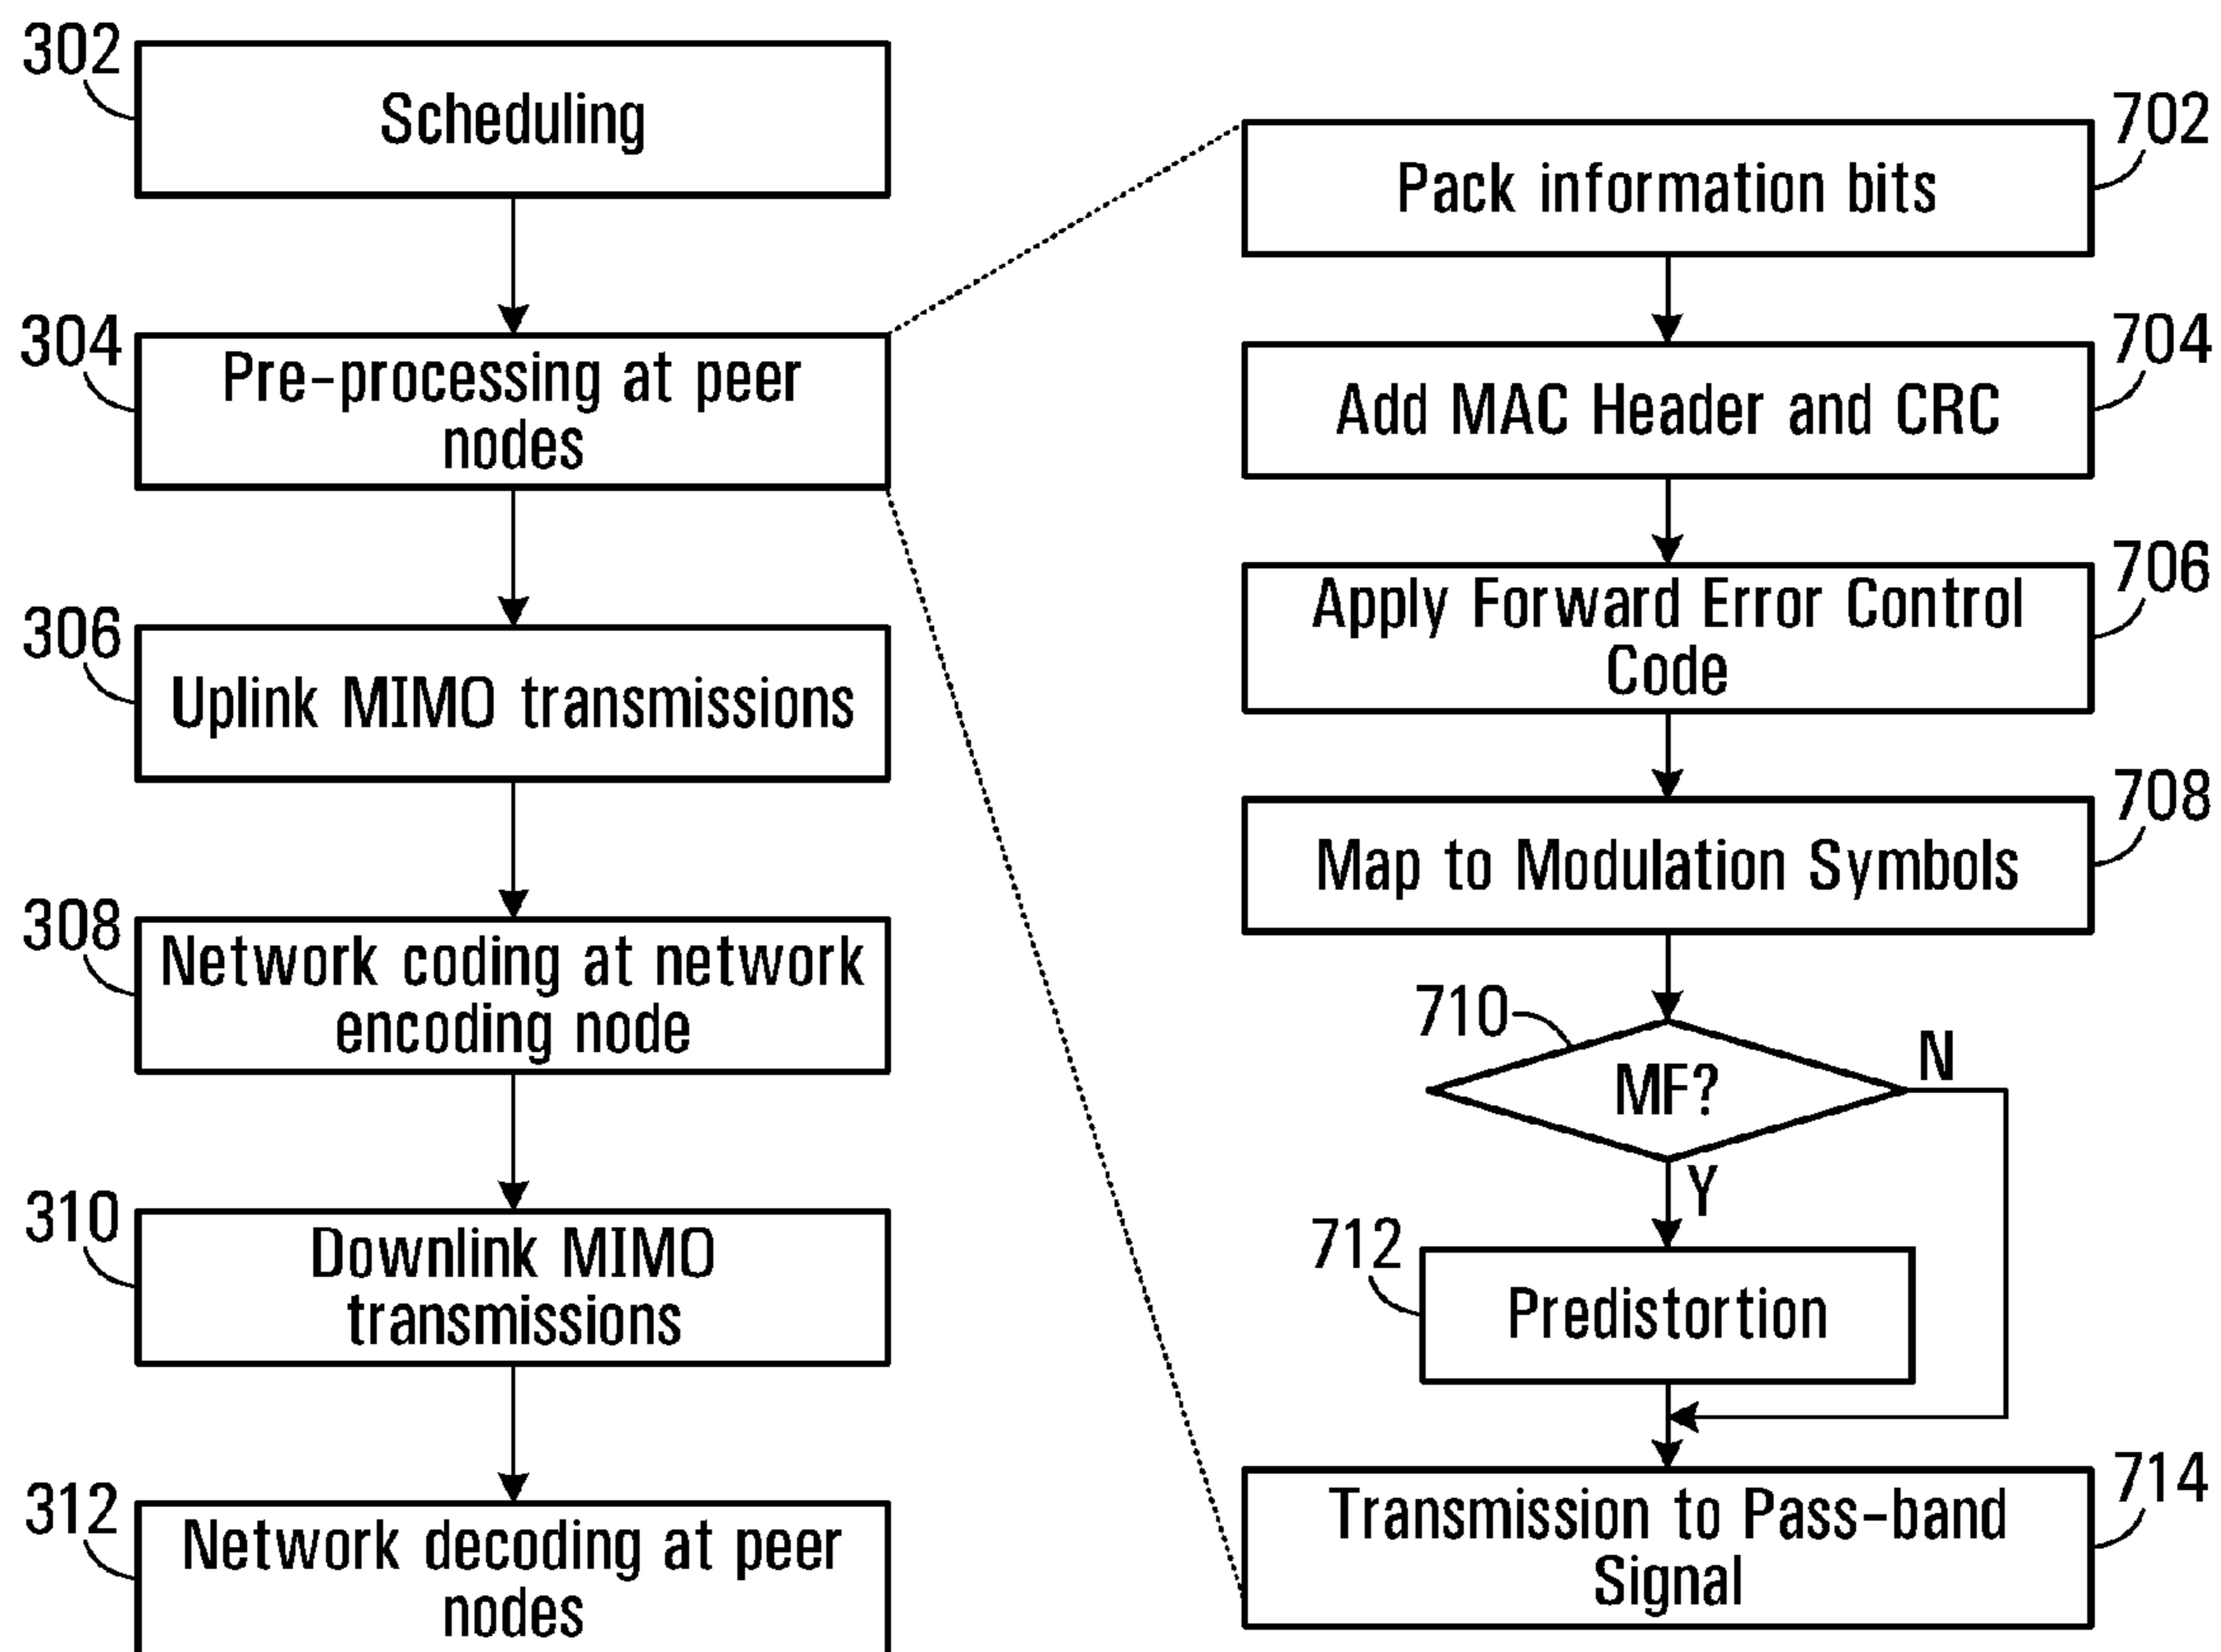 302
Scheduling
304
Pre-processing at peer
nodes
306
Uplink MIMO transmissions
308
Network coding at network
encoding node
310
Downlink MIMO
transmissions
312
Network decoding at peer
nodes
702
Pack information bits
704
Add MAC Header and CRC
706
Apply Forward Error Control
Code
708
Map to Modulation Symbols
710
MF?
N
Y
712
Predistortion
714
Transmission to Pass-band
Signal